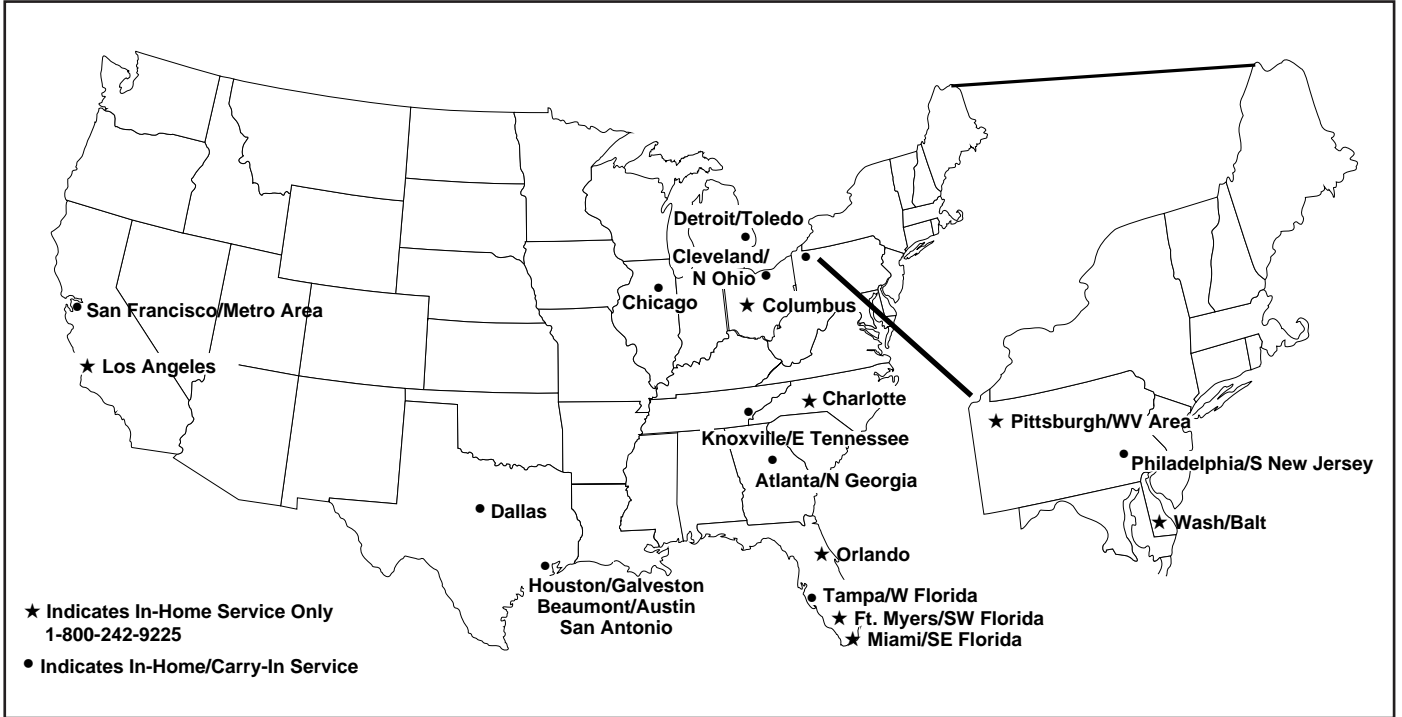 Detroit/Toledo
Cleveland/
N Ohio
Chicago
Columbus
San Francisco/Metro Area
Los Angeles
Charlotte
Knoxville/E Tennessee
Atlanta/N Georgia
Pittsburgh/WV Area
Philadelphia/S New Jersey
Wash/Balt
Dallas
Orlando
Houston/Galveston
Beaumont/Austin
San Antonio
Tampa/W Florida
Ft. Myers/SW Florida
Miami/SE Florida
★ Indicates In-Home Service Only
1-800-242-9225
• Indicates In-Home/Carry-In Service